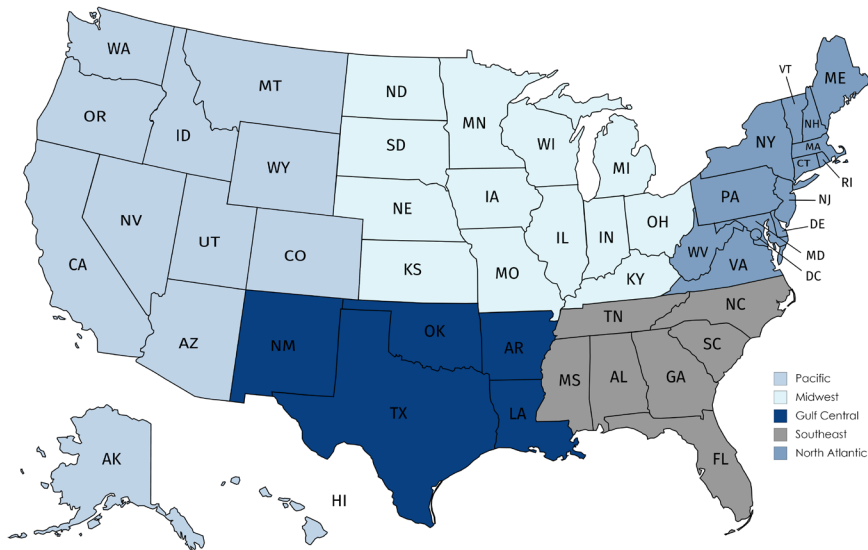 WA
MT
ND
MN
OR
ID
WY
SD
WI
MI
VT
ME
NH
NY
MA
CT
RI
NV
UT
CO
NE
IA
IL
IN
OH
PA
NJ
DE
MD
DC
CA
KS
MO
KY
WV
VA
AZ
NM
OK
AR
TN
NC
SC
TX
LA
MS
AL
GA
FL
AK
HI
Pacific
Midwest
Gulf Central
Southeast
North Atlantic